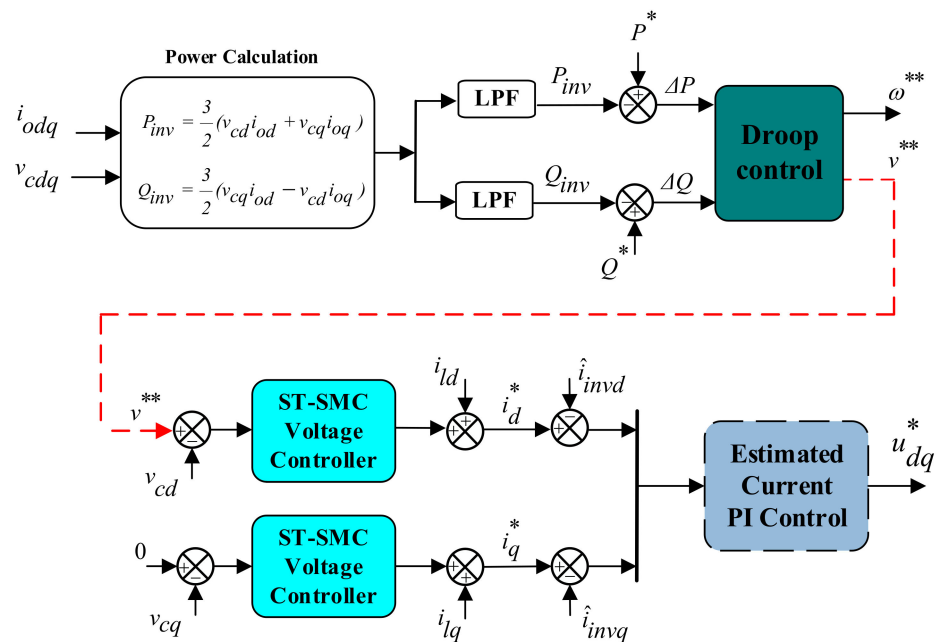 Power Calculation
P*
i_odq
v_cdq
P_inv = 3/2 (v_cd i_od + v_cq i_oq)
Q_inv = 3/2 (v_cq i_od − v_cd i_oq)
LPF
P_inv
ΔP
LPF
Q_inv
ΔQ
Q*
Droop
control
ω**
v**
v**
v_cd
ST-SMC
Voltage
Controller
i_ld
i_d*
î_invd
0
v_cq
ST-SMC
Voltage
Controller
i_lq
i_q*
î_invq
Estimated
Current
PI Control
u_dq*